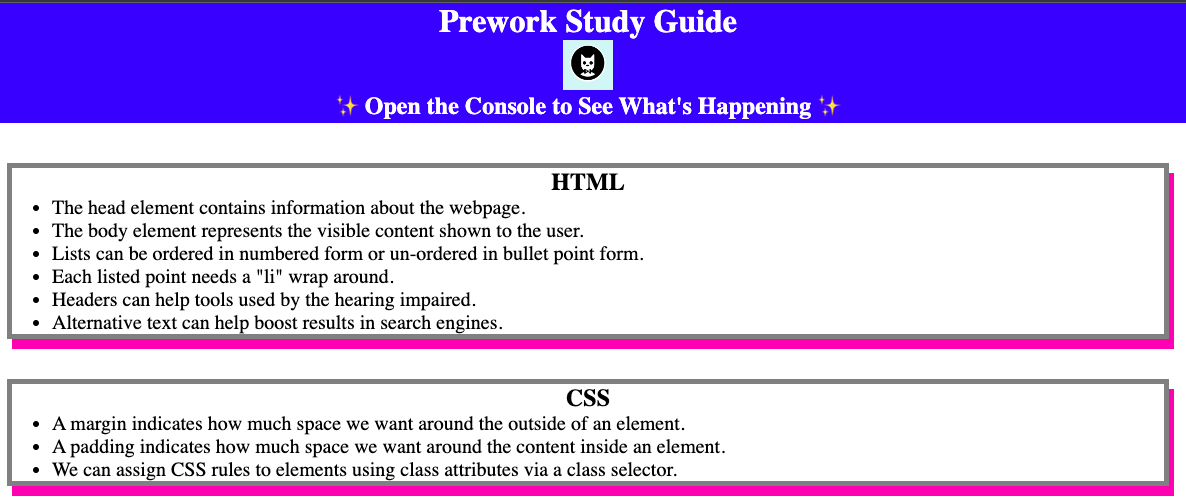 Prework Study Guide
✨ Open the Console to See What's Happening ✨
HTML
• The head element contains information about the webpage.
• The body element represents the visible content shown to the user.
• Lists can be ordered in numbered form or un-ordered in bullet point form.
• Each listed point needs a "li" wrap around.
• Headers can help tools used by the hearing impaired.
• Alternative text can help boost results in search engines.
CSS
• A margin indicates how much space we want around the outside of an element.
• A padding indicates how much space we want around the content inside an element.
• We can assign CSS rules to elements using class attributes via a class selector.